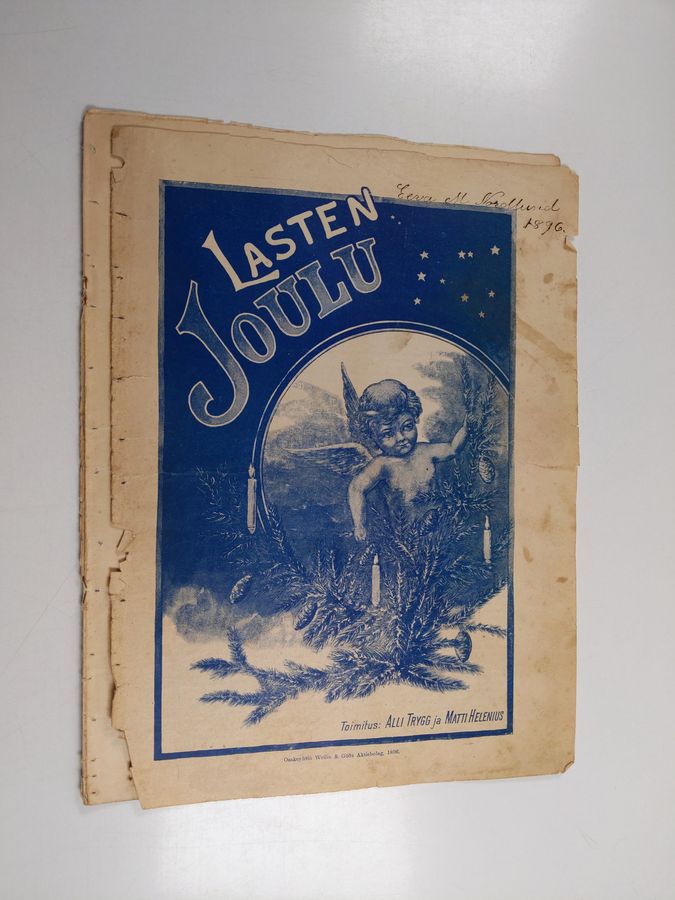 Eeva M. Nordlund
1896.
LASTEN
JOULU
Toimitus: ALLI TRYGG ja MATTI HELENIUS
Osakeyhtiö Weilin & Göös Aktiebolag, 1896.